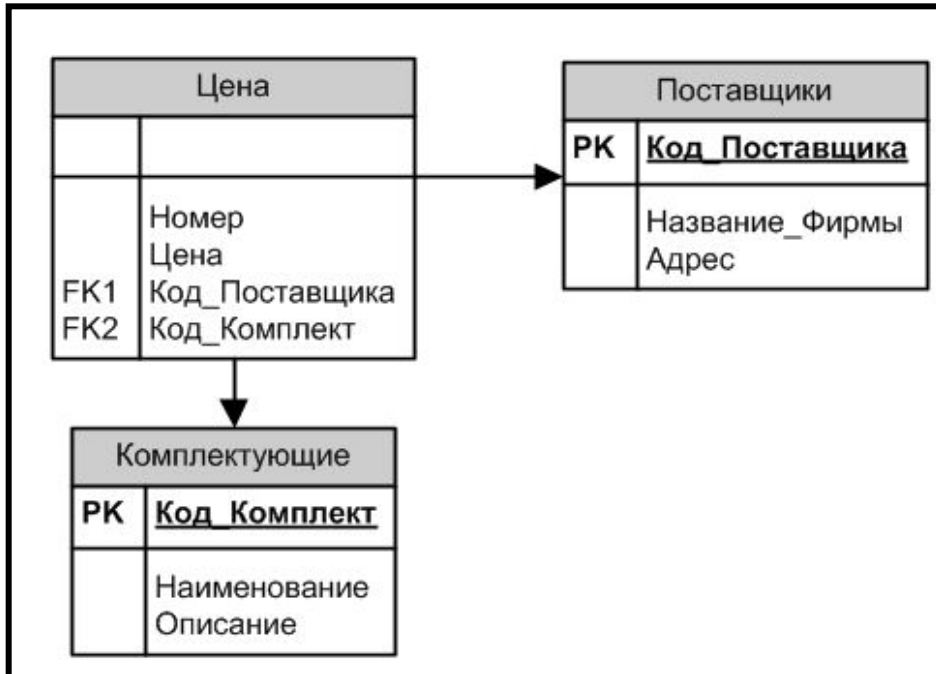 Цена
Номер
Цена
FK1 Код_Поставщика
FK2 Код_Комплект
Поставщики
PK Код_Поставщика
Название_Фирмы
Адрес
Комплектующие
PK Код_Комплект
Наименование
Описание